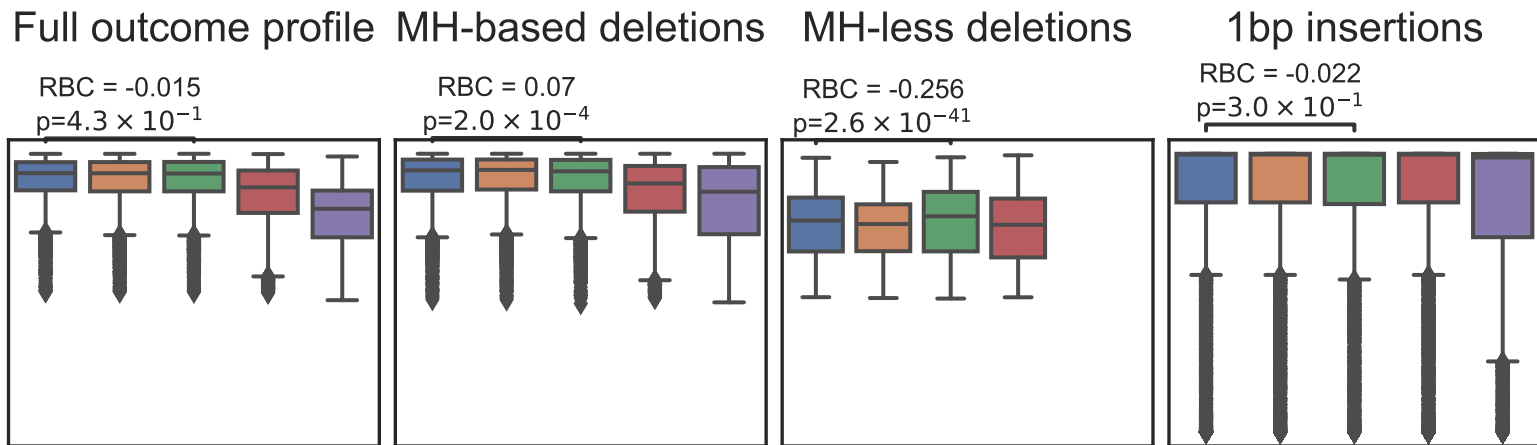 Full outcome profile
RBC = -0.015
p=4.3 × 10⁻¹
MH-based deletions
RBC = 0.07
p=2.0 × 10⁻⁴
MH-less deletions
RBC = -0.256
p=2.6 × 10⁻⁴¹
1bp insertions
RBC = -0.022
p=3.0 × 10⁻¹